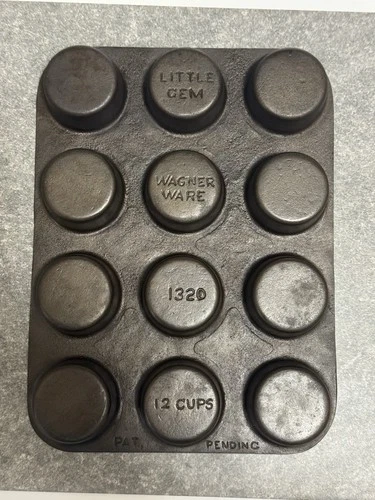 LITTLE
GEM
WAGNER
WARE
1320
12 CUPS
PAT. PENDING